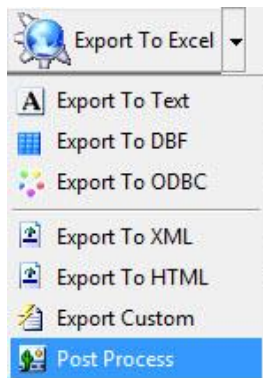 Export To Excel
Export To Text
Export To DBF
Export To ODBC
Export To XML
Export To HTML
Export Custom
Post Process